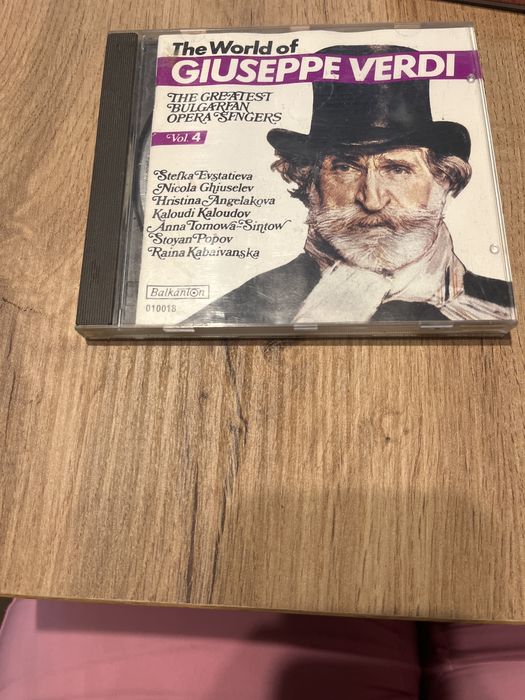 The World of
GIUSEPPE VERDI
THE GREATEST
BULGARIAN
OPERA SINGERS
Vol. 4
Stefka Evstatieva
Nicola Ghiuselev
Hristina Angelakova
Kaloudi Kaloudov
Anna Tomowa-Sintow
Stoyan Popov
Raina Kabaivanska
Balkanton
010018